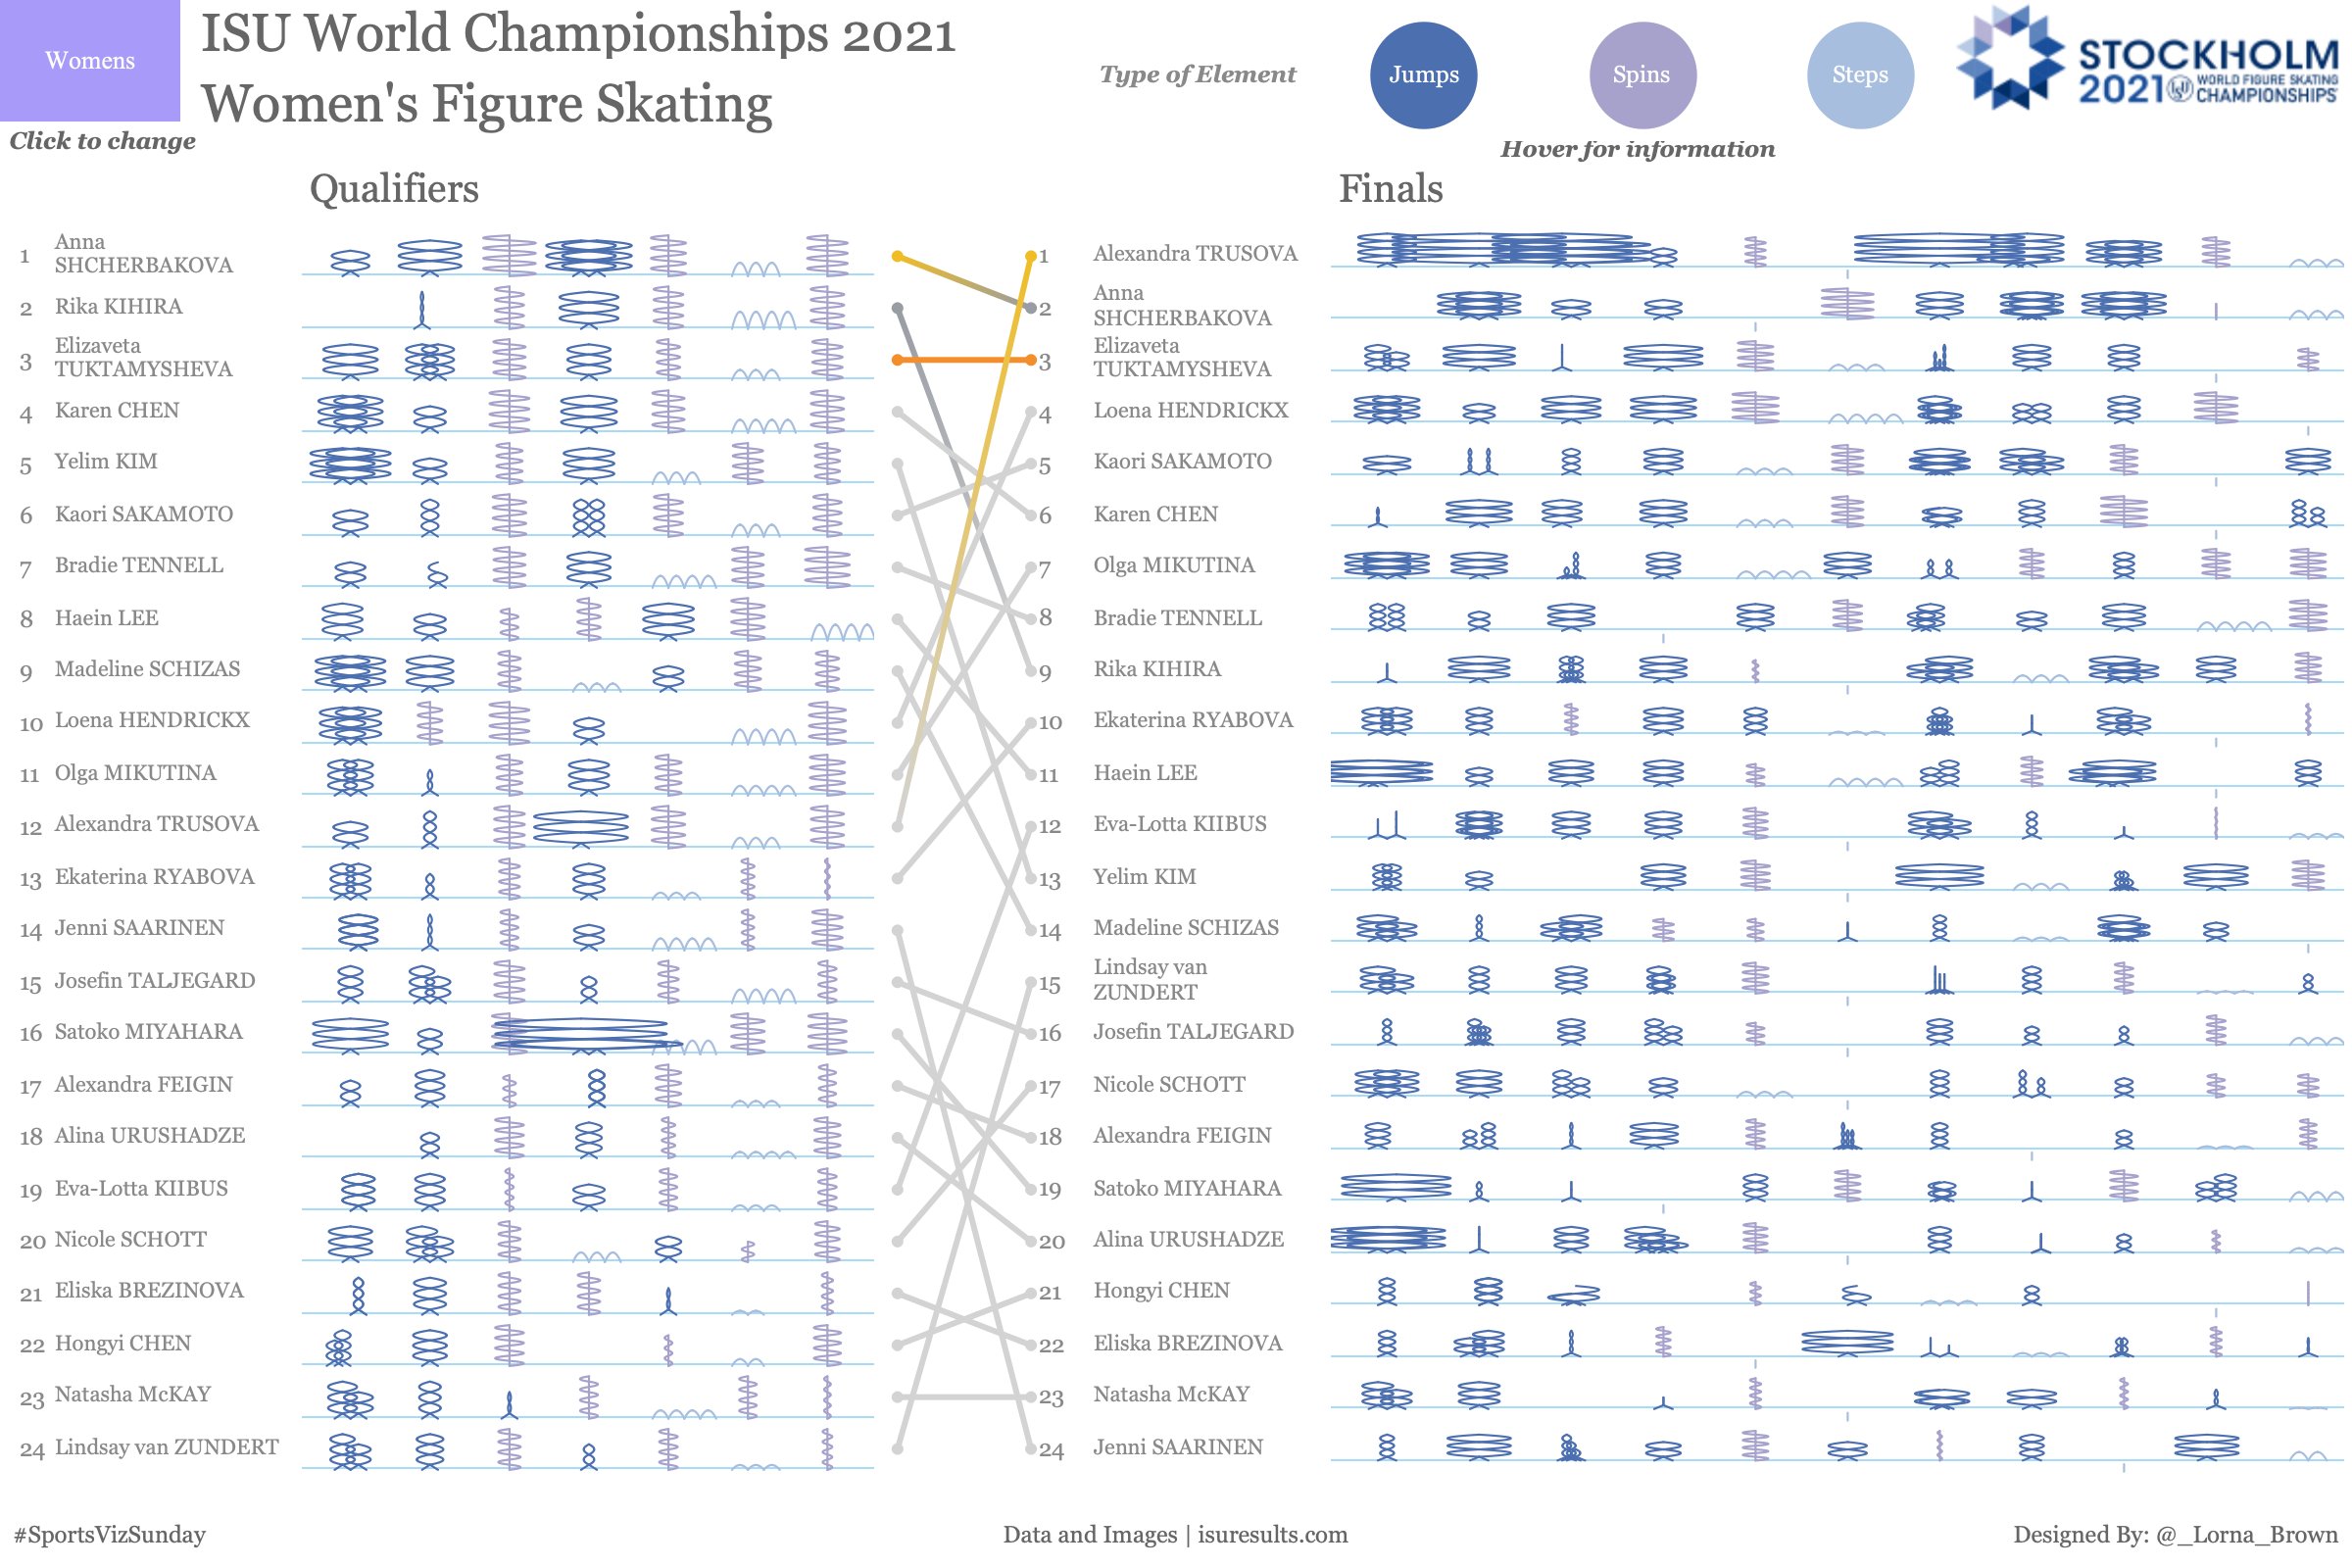 Womens
Click to change
ISU World Championships 2021
Women's Figure Skating
Type of Element
Jumps
Spins
Steps
Hover for information
STOCKHOLM
2021 ISU WORLD FIGURE SKATING
CHAMPIONSHIPS
Qualifiers
1 Anna
SHCHERBAKOVA
2 Rika KIHIRA
3 Elizaveta
TUKTAMYSHEVA
4 Karen CHEN
5 Yelim KIM
6 Kaori SAKAMOTO
7 Bradie TENNELL
8 Haein LEE
9 Madeline SCHIZAS
10 Loena HENDRICKX
11 Olga MIKUTINA
12 Alexandra TRUSOVA
13 Ekaterina RYABOVA
14 Jenni SAARINEN
15 Josefin TALJEGARD
16 Satoko MIYAHARA
17 Alexandra FEIGIN
18 Alina URUSHADZE
19 Eva-Lotta KIIBUS
20 Nicole SCHOTT
21 Eliska BREZINOVA
22 Hongyi CHEN
23 Natasha McKAY
24 Lindsay van ZUNDERT
Finals
1 Alexandra TRUSOVA
2 Anna
SHCHERBAKOVA
3 Elizaveta
TUKTAMYSHEVA
4 Loena HENDRICKX
5 Kaori SAKAMOTO
6 Karen CHEN
7 Olga MIKUTINA
8 Bradie TENNELL
9 Rika KIHIRA
10 Ekaterina RYABOVA
11 Haein LEE
12 Eva-Lotta KIIBUS
13 Yelim KIM
14 Madeline SCHIZAS
15 Lindsay van
ZUNDERT
16 Josefin TALJEGARD
17 Nicole SCHOTT
18 Alexandra FEIGIN
19 Satoko MIYAHARA
20 Alina URUSHADZE
21 Hongyi CHEN
22 Eliska BREZINOVA
23 Natasha McKAY
24 Jenni SAARINEN
#SportsVizSunday
Data and Images | isuresults.com
Designed By: @_Lorna_Brown